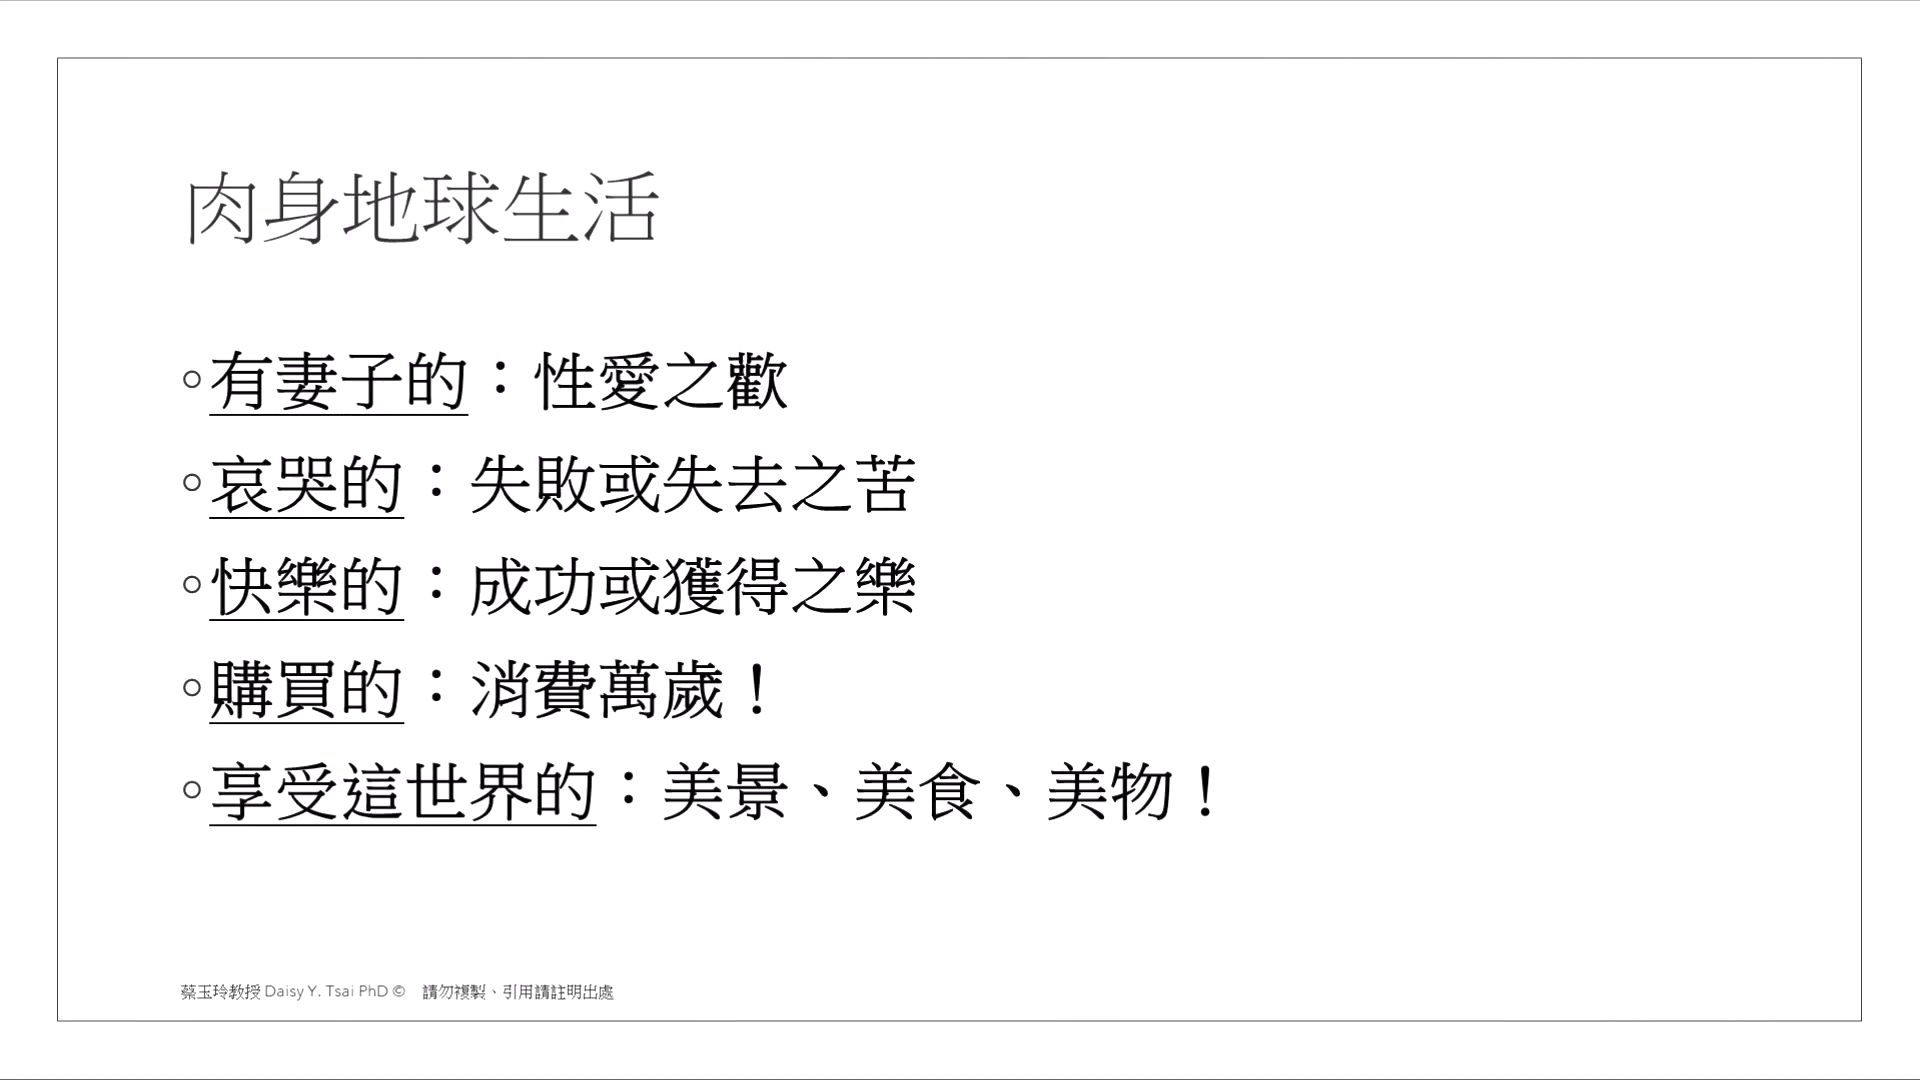 肉身地球生活
◦有妻子的：性愛之歡
◦哀哭的：失敗或失去之苦
◦快樂的：成功或獲得之樂
◦購買的：消費萬歲！
◦享受這世界的：美景、美食、美物！
蔡玉玲教授 Daisy Y. Tsai PhD © 請勿複製、引用請註明出處